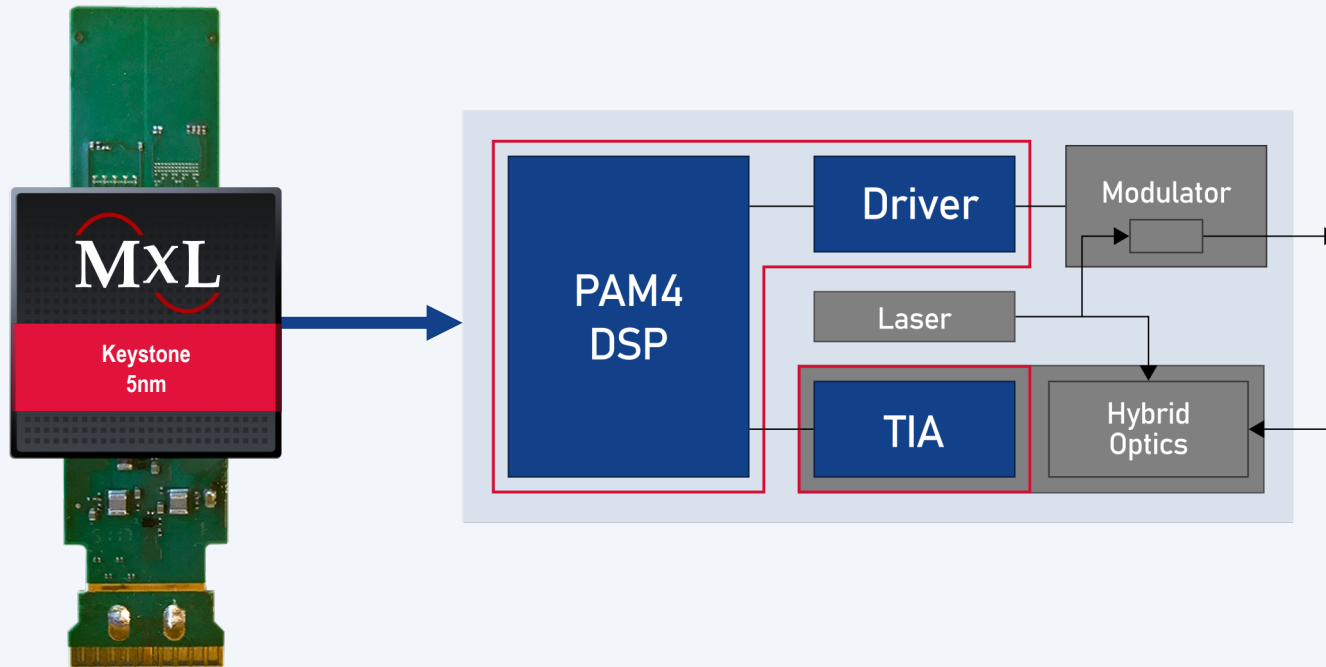 MXL
Keystone
5nm
PAM4
DSP
Driver
Modulator
Laser
TIA
Hybrid
Optics